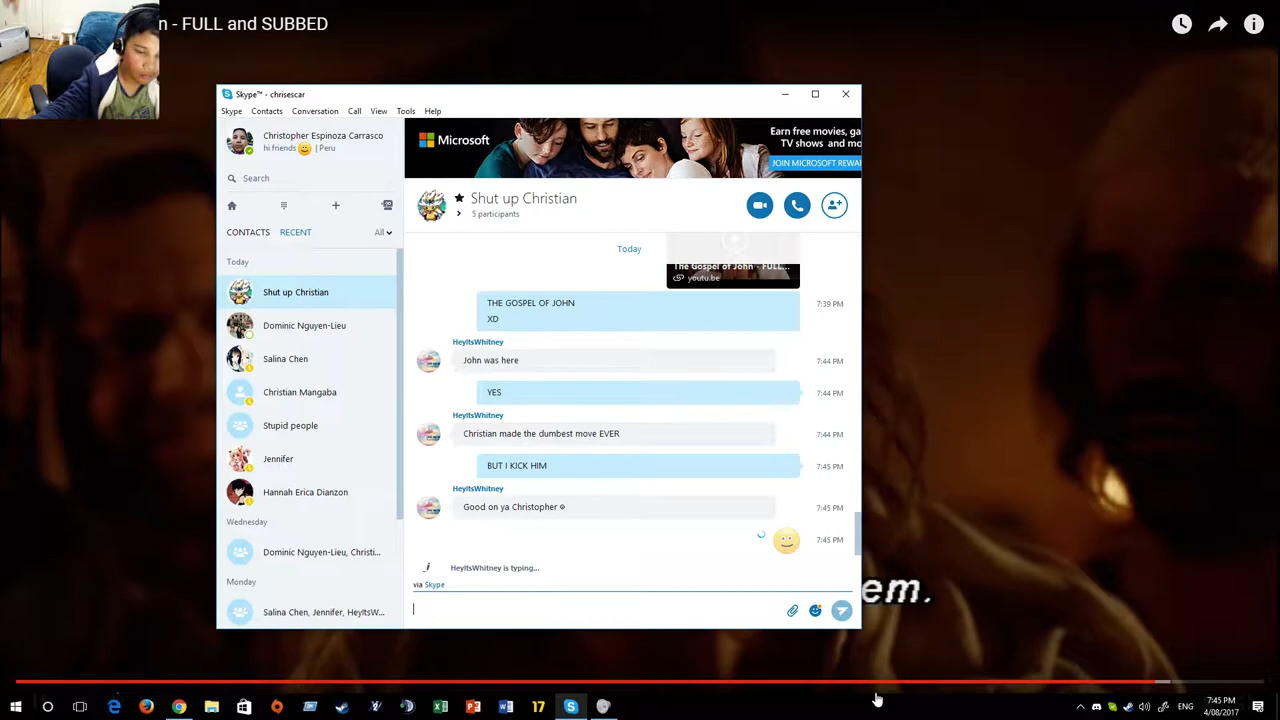 n - FULL and SUBBED
Skype™ - chrisescar
Skype Contacts Conversation Call View Tools Help
Christopher Espinoza Carrasco
hi friends | Peru
Search
CONTACTS RECENT All
Today
Shut up Christian
Dominic Nguyen-Lieu
Salina Chen
Christian Mangaba
Stupid people
Jennifer
Hannah Erica Dianzon
Wednesday
Dominic Nguyen-Lieu, Christi...
Monday
Salina Chen, Jennifer, HeyItsW...
Microsoft
Earn free movies, ga
TV shows and mo
JOIN MICROSOFT REWA
Shut up Christian
5 participants
Today
The Gospel of John - FULL...
youtu.be
THE GOSPEL OF JOHN
XD
7:39 PM
HeyItsWhitney
John was here
7:44 PM
YES
7:44 PM
HeyItsWhitney
Christian made the dumbest move EVER
7:44 PM
BUT I KICK HIM
7:45 PM
HeyItsWhitney
Good on ya Christopher
7:45 PM
7:45 PM
HeyItsWhitney is typing...
via Skype
em.
17
ENG
7:45 PM
4/08/2017